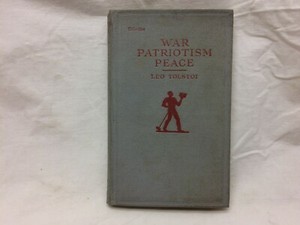 WAR
PATRIOTISM
PEACE
LEO TOLSTOI